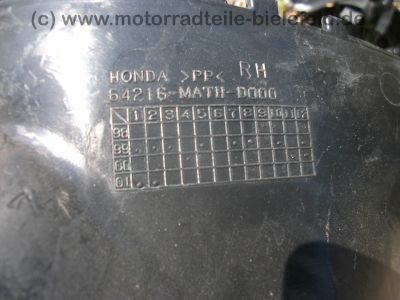 © www.motorradteile-bielefeld.de
HONDA >PP< RH
64216-MATH-D000
1 2 3 4 5 6 7 8 9 10 11 12
98
99
00
01